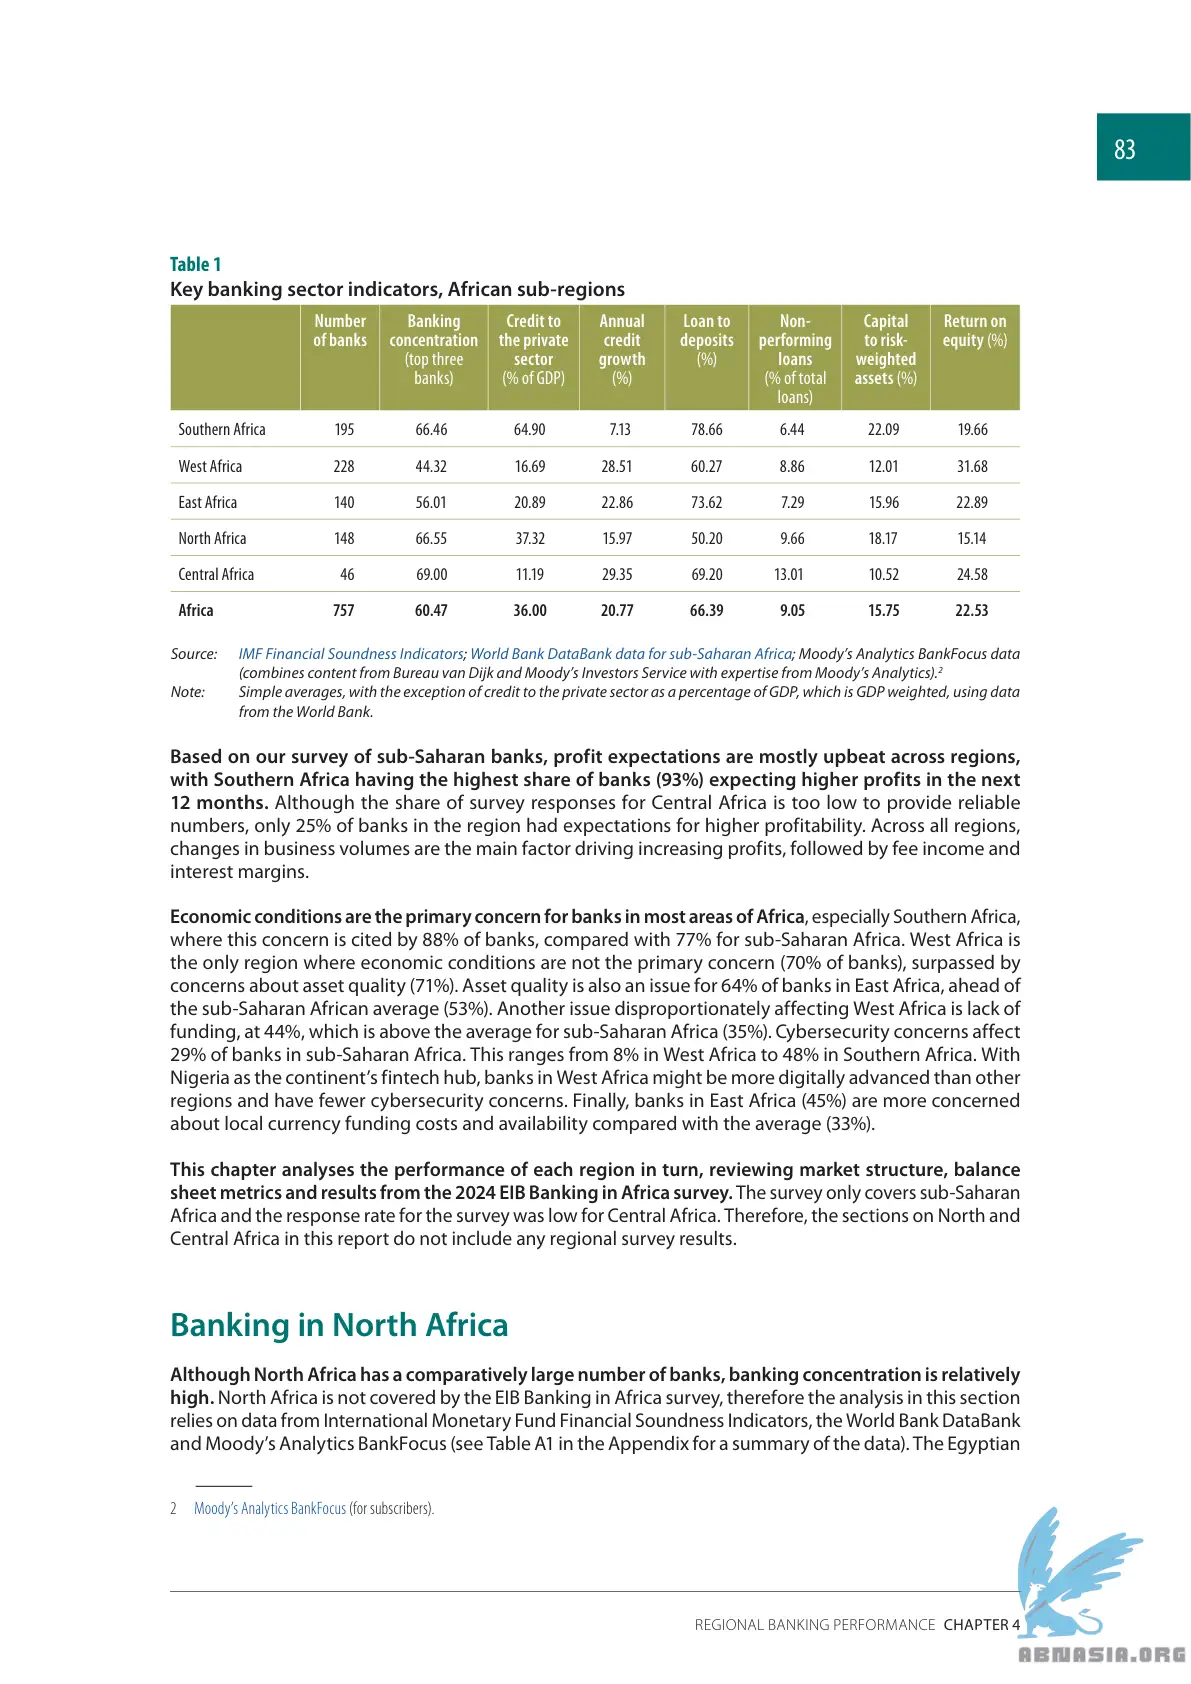 83
Table 1
Key banking sector indicators, African sub-regions
Number of banks | Banking concentration (top three banks) | Credit to the private sector (% of GDP) | Annual credit growth (%) | Loan to deposits (%) | Non-performing loans (% of total loans) | Capital to risk-weighted assets (%) | Return on equity (%)
Southern Africa 195 66.46 64.90 7.13 78.66 6.44 22.09 19.66
West Africa 228 44.32 16.69 28.51 60.27 8.86 12.01 31.68
East Africa 140 56.01 20.89 22.86 73.62 7.29 15.96 22.89
North Africa 148 66.55 37.32 15.97 50.20 9.66 18.17 15.14
Central Africa 46 69.00 11.19 29.35 69.20 13.01 10.52 24.58
Africa 757 60.47 36.00 20.77 66.39 9.05 15.75 22.53
Source: IMF Financial Soundness Indicators; World Bank DataBank data for sub-Saharan Africa; Moody's Analytics BankFocus data
(combines content from Bureau van Dijk and Moody's Investors Service with expertise from Moody's Analytics).2
Note: Simple averages, with the exception of credit to the private sector as a percentage of GDP, which is GDP weighted, using data
from the World Bank.
Based on our survey of sub-Saharan banks, profit expectations are mostly upbeat across regions,
with Southern Africa having the highest share of banks (93%) expecting higher profits in the next
12 months. Although the share of survey responses for Central Africa is too low to provide reliable
numbers, only 25% of banks in the region had expectations for higher profitability. Across all regions,
changes in business volumes are the main factor driving increasing profits, followed by fee income and
interest margins.
Economic conditions are the primary concern for banks in most areas of Africa, especially Southern Africa,
where this concern is cited by 88% of banks, compared with 77% for sub-Saharan Africa. West Africa is
the only region where economic conditions are not the primary concern (70% of banks), surpassed by
concerns about asset quality (71%). Asset quality is also an issue for 64% of banks in East Africa, ahead of
the sub-Saharan African average (53%). Another issue disproportionately affecting West Africa is lack of
funding, at 44%, which is above the average for sub-Saharan Africa (35%). Cybersecurity concerns affect
29% of banks in sub-Saharan Africa. This ranges from 8% in West Africa to 48% in Southern Africa. With
Nigeria as the continent's fintech hub, banks in West Africa might be more digitally advanced than other
regions and have fewer cybersecurity concerns. Finally, banks in East Africa (45%) are more concerned
about local currency funding costs and availability compared with the average (33%).
This chapter analyses the performance of each region in turn, reviewing market structure, balance
sheet metrics and results from the 2024 EIB Banking in Africa survey. The survey only covers sub-Saharan
Africa and the response rate for the survey was low for Central Africa. Therefore, the sections on North and
Central Africa in this report do not include any regional survey results.
Banking in North Africa
Although North Africa has a comparatively large number of banks, banking concentration is relatively
high. North Africa is not covered by the EIB Banking in Africa survey, therefore the analysis in this section
relies on data from International Monetary Fund Financial Soundness Indicators, the World Bank DataBank
and Moody's Analytics BankFocus (see Table A1 in the Appendix for a summary of the data). The Egyptian
2 Moody's Analytics BankFocus (for subscribers).
REGIONAL BANKING PERFORMANCE CHAPTER 4
ABNASIA.ORG